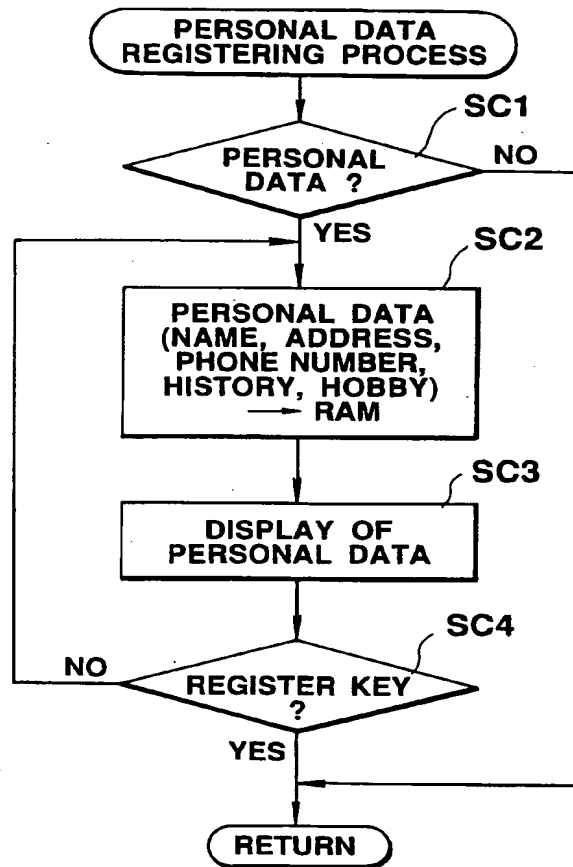 PERSONAL DATA
REGISTERING PROCESS
SC1
PERSONAL
DATA ?
NO
YES
SC2
PERSONAL DATA
(NAME, ADDRESS,
PHONE NUMBER,
HISTORY, HOBBY)
→ RAM
SC3
DISPLAY OF
PERSONAL DATA
SC4
NO
REGISTER KEY
?
YES
RETURN